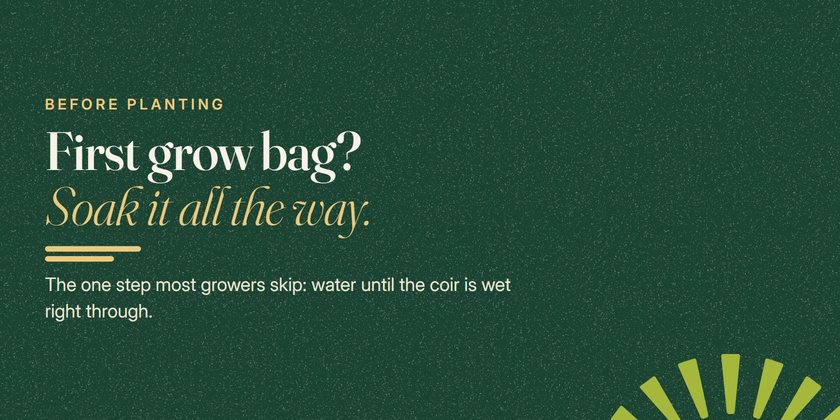 BEFORE PLANTING
First grow bag?
Soak it all the way.
The one step most growers skip: water until the coir is wet
right through.